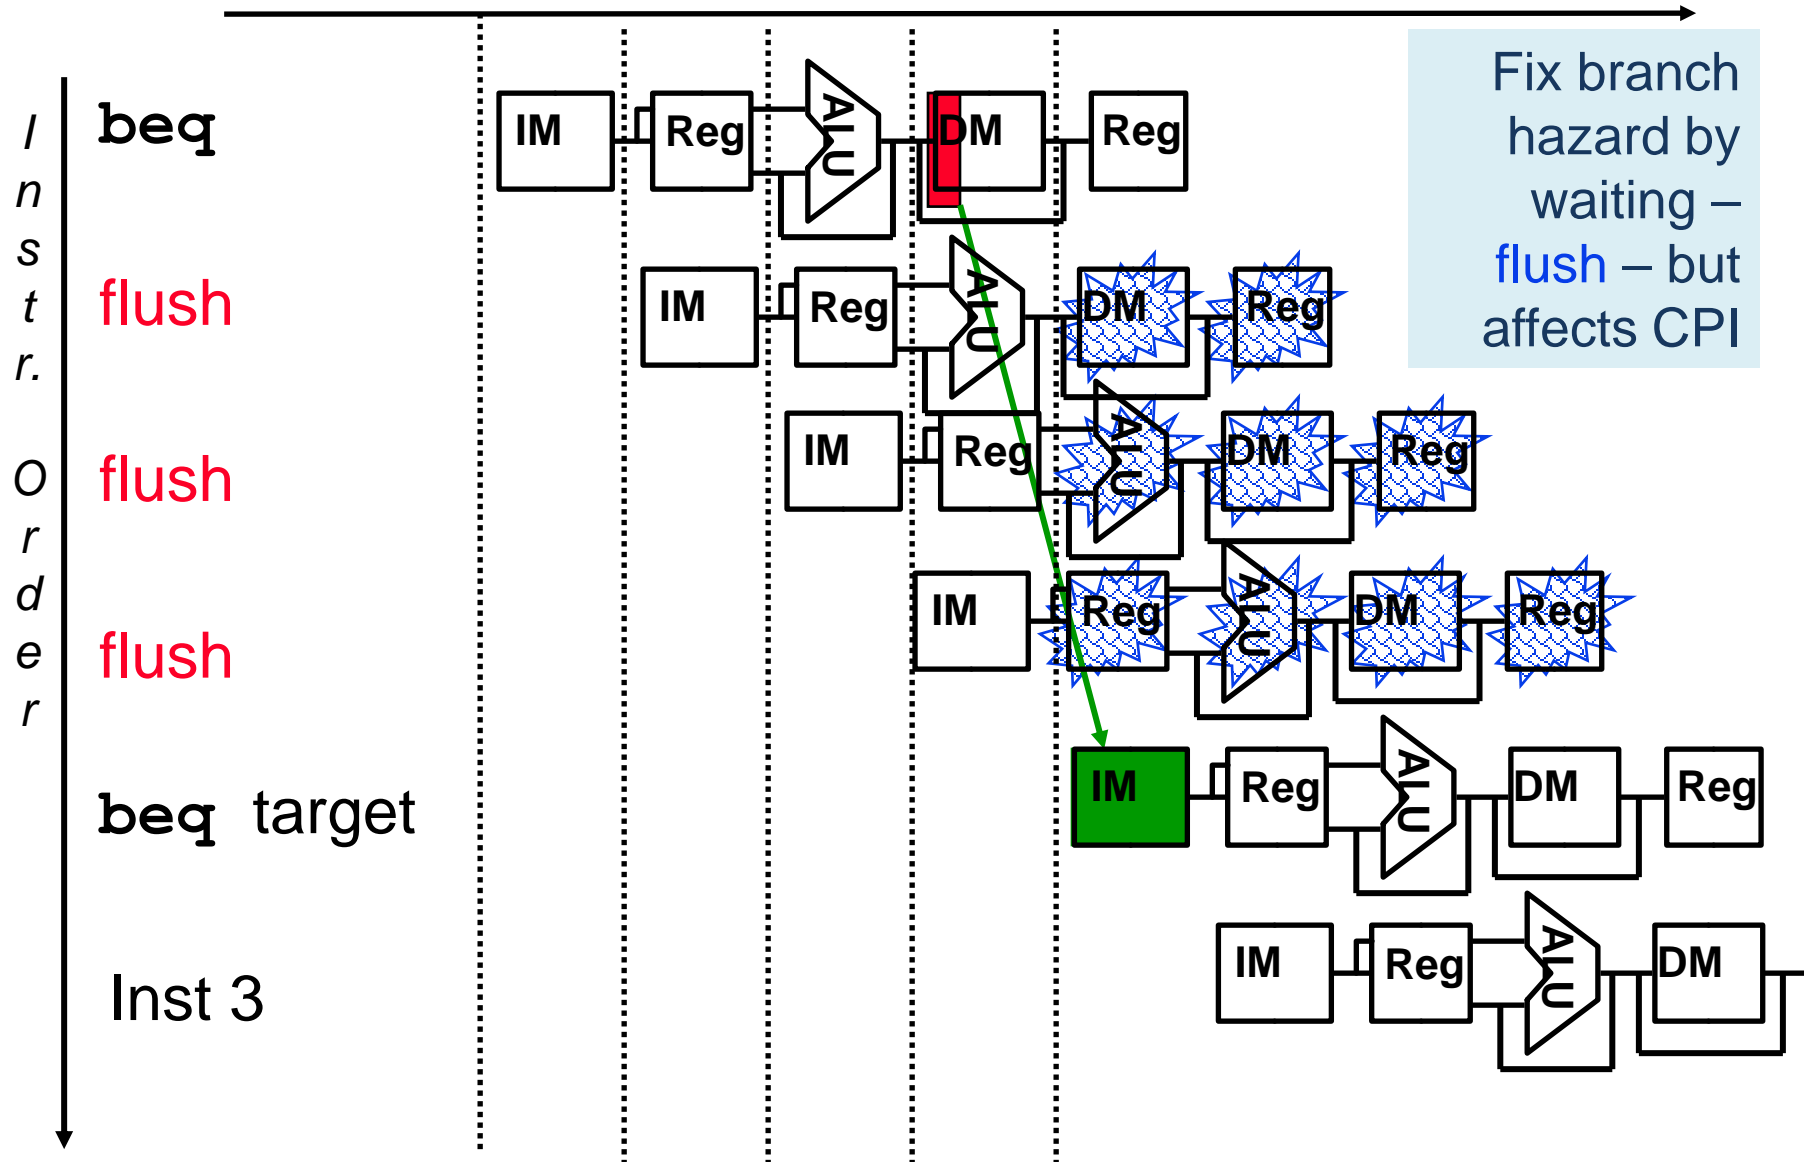 Fix branch
hazard by
waiting –
flush – but
affects CPI
Instr. Order
beq IM Reg ALU DM Reg
flush IM Reg ALU DM Reg
flush IM Reg ALU DM Reg
flush IM Reg ALU DM Reg
beq target IM Reg ALU DM Reg
Inst 3 IM Reg ALU DM